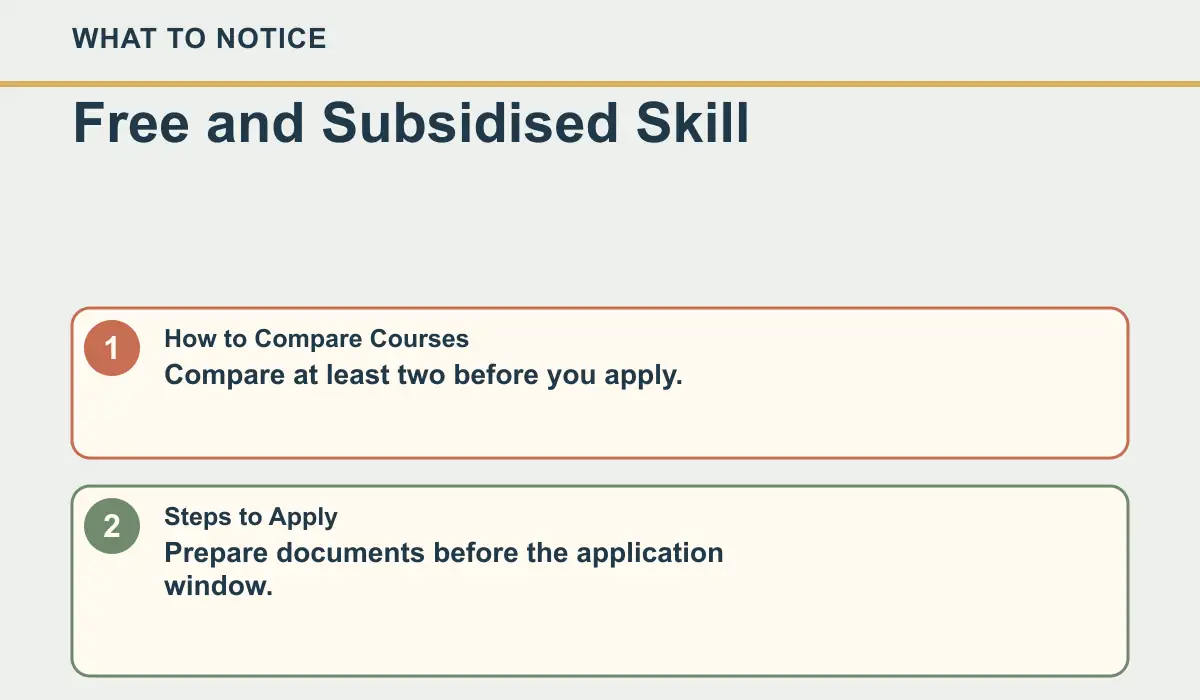 WHAT TO NOTICE
Free and Subsidised Skill
1
How to Compare Courses
Compare at least two before you apply.
2
Steps to Apply
Prepare documents before the application
window.